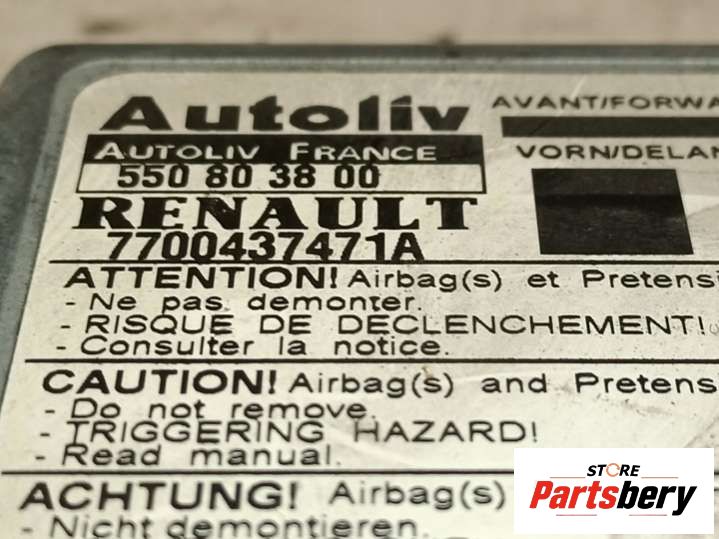 Autoliv
AVANT/FORWA
AUTOLIV FRANCE
VORN/DELAN
550 80 38 00
RENAULT
7700437471A
ATTENTION! Airbag(s) et Pretens
- Ne pas demonter.
- RISQUE DE DECLENCHEMENT!
- Consulter la notice.
CAUTION! Airbag(s) and Pretens
- Do not remove.
- TRIGGERING HAZARD!
- Read manual.
ACHTUNG! Airbag(s)
- Nicht demontieren.
STORE
Partsbery